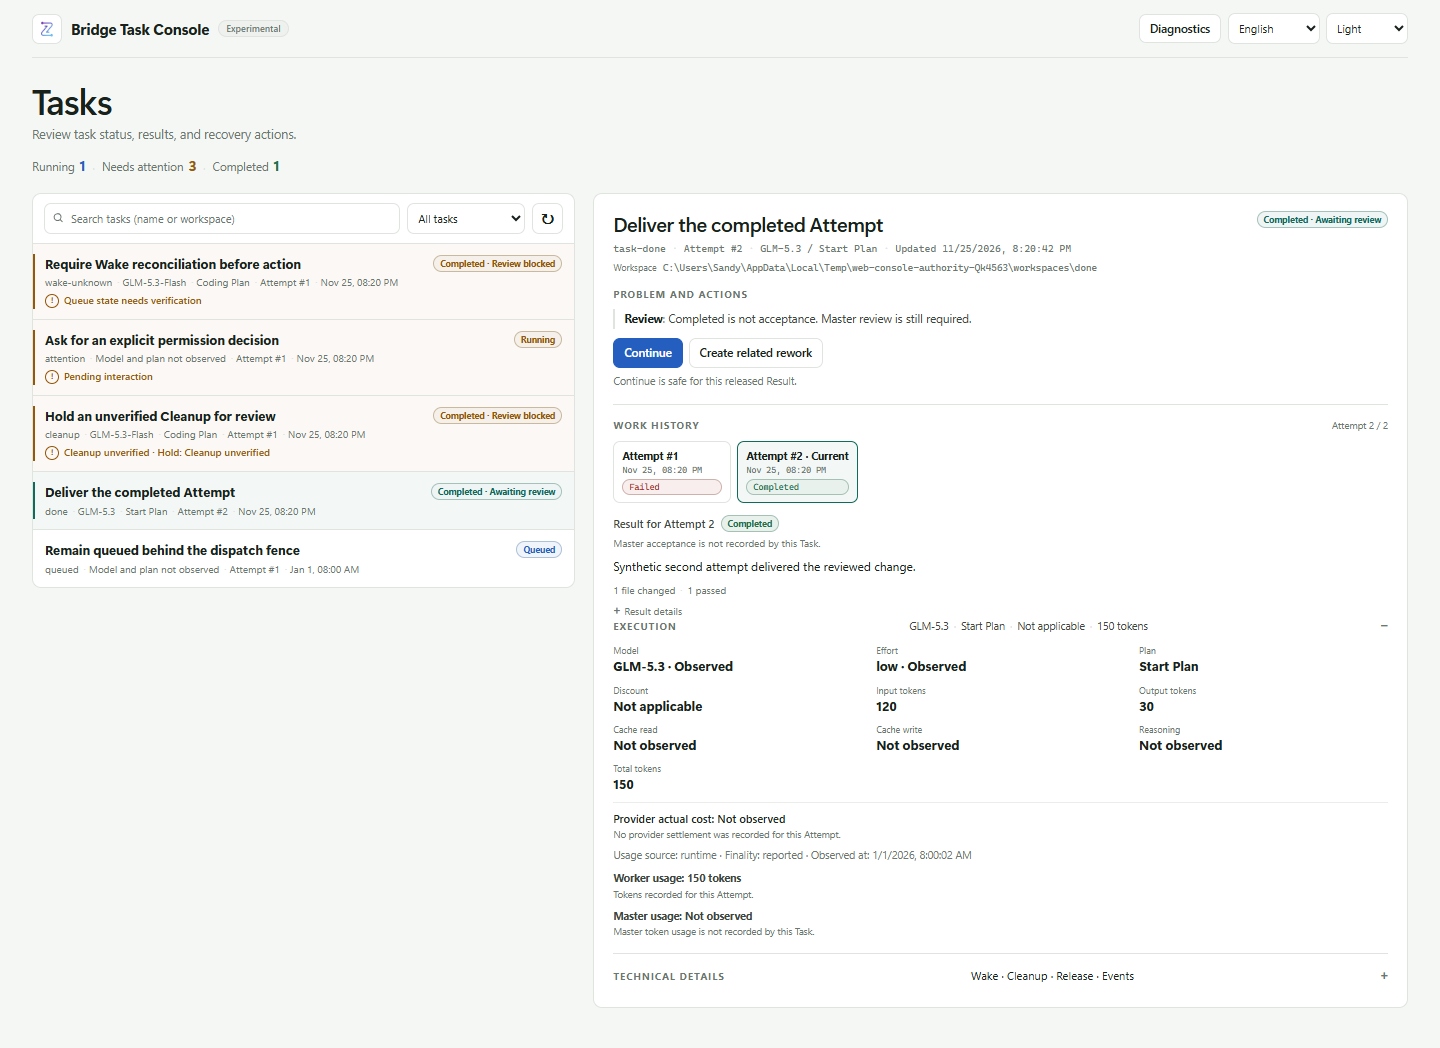 Bridge Task Console Experimental Diagnostics English Light
Tasks
Review task status, results, and recovery actions.
Running 1 · Needs attention 3 · Completed 1
Search tasks (name or workspace) All tasks
Require Wake reconciliation before action Completed · Review blocked
wake-unknown · GLM-5.3-Flash · Coding Plan · Attempt #1 · Nov 25, 08:20 PM
! Queue state needs verification
Ask for an explicit permission decision Running
attention · Model and plan not observed · Attempt #1 · Nov 25, 08:20 PM
! Pending interaction
Hold an unverified Cleanup for review Completed · Review blocked
cleanup · GLM-5.3-Flash · Coding Plan · Attempt #1 · Nov 25, 08:20 PM
! Cleanup unverified · Hold: Cleanup unverified
Deliver the completed Attempt Completed · Awaiting review
done · GLM-5.3 · Start Plan · Attempt #2 · Nov 25, 08:20 PM
Remain queued behind the dispatch fence Queued
queued · Model and plan not observed · Attempt #1 · Jan 1, 08:00 AM
Deliver the completed Attempt Completed · Awaiting review
task-done · Attempt #2 · GLM-5.3 / Start Plan · Updated 11/25/2026, 8:20:42 PM
Workspace C:\Users\Sandy\AppData\Local\Temp\web-console-authority-Qk4563\workspaces\done
PROBLEM AND ACTIONS
Review: Completed is not acceptance. Master review is still required.
Continue Create related rework
Continue is safe for this released Result.
WORK HISTORY Attempt 2 / 2
Attempt #1 Attempt #2 · Current
Nov 25, 08:20 PM Nov 25, 08:20 PM
Failed Completed
Result for Attempt 2 Completed
Master acceptance is not recorded by this Task.
Synthetic second attempt delivered the reviewed change.
1 file changed · 1 passed
+ Result details
EXECUTION GLM-5.3 · Start Plan · Not applicable · 150 tokens −
Model Effort Plan
GLM-5.3 · Observed low · Observed Start Plan
Discount Input tokens Output tokens
Not applicable 120 30
Cache read Cache write Reasoning
Not observed Not observed Not observed
Total tokens
150
Provider actual cost: Not observed
No provider settlement was recorded for this Attempt.
Usage source: runtime · Finality: reported · Observed at: 1/1/2026, 8:00:02 AM
Worker usage: 150 tokens
Tokens recorded for this Attempt.
Master usage: Not observed
Master token usage is not recorded by this Task.
TECHNICAL DETAILS Wake · Cleanup · Release · Events +